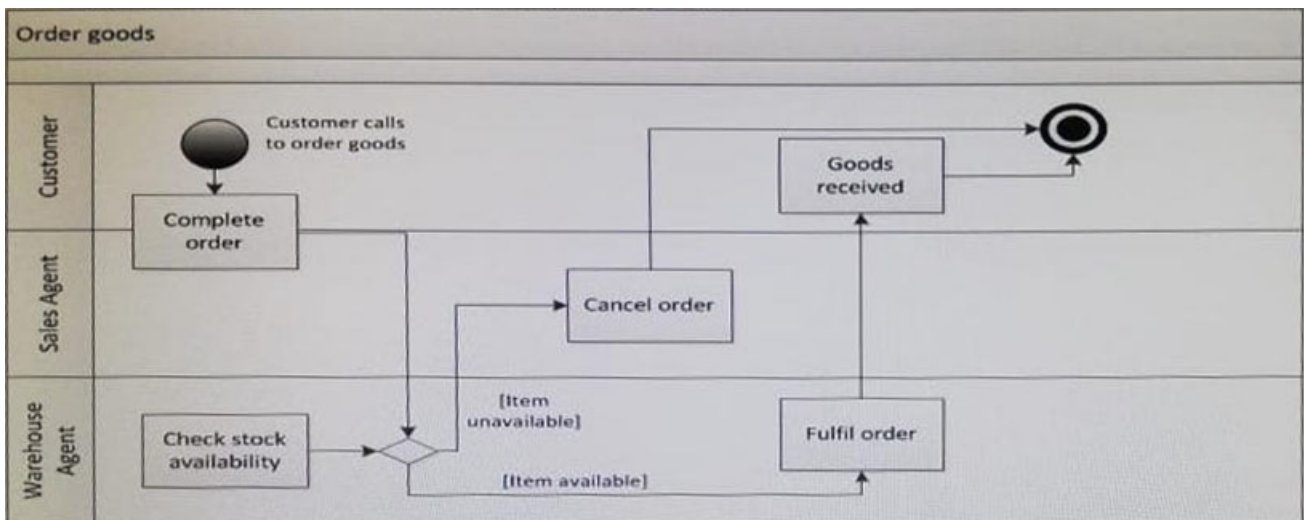 Order goods
Customer
Customer calls
to order goods
Complete
order
Goods
received
Sales Agent
Cancel order
Warehouse
Agent
Check stock
availability
[Item
unavailable]
[Item available]
Fulfil order